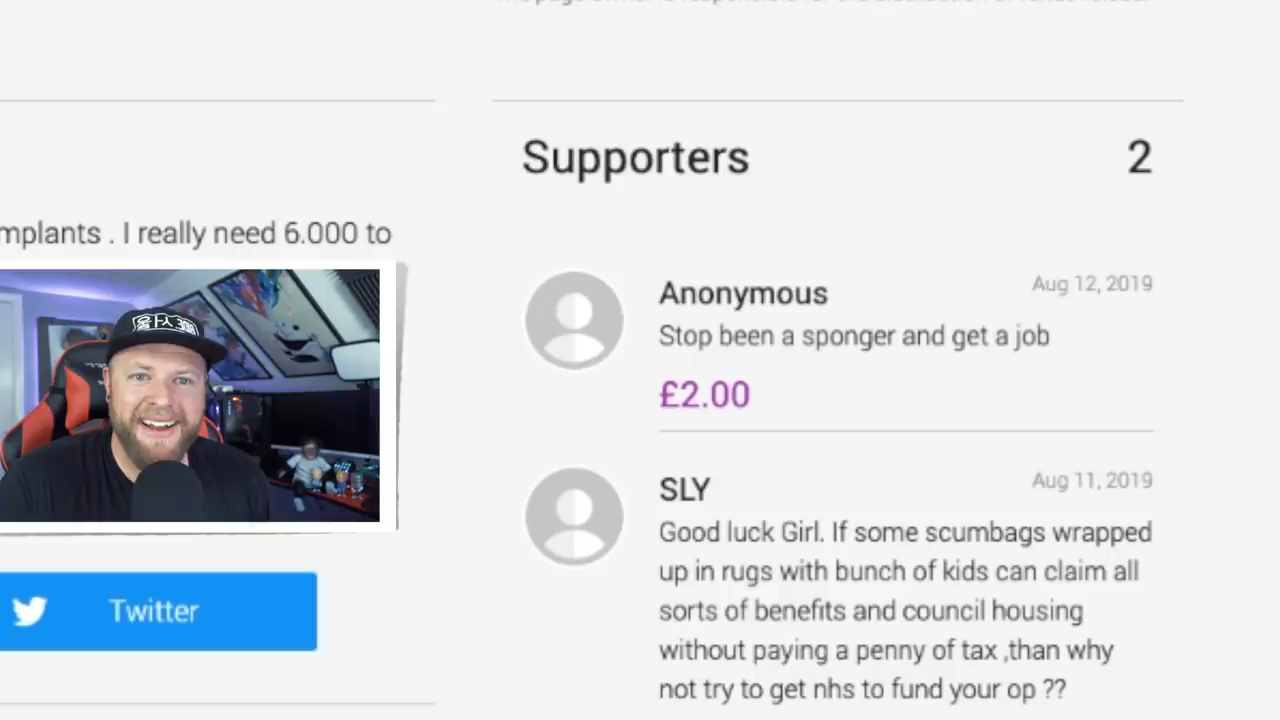 Supporters 2
mplants . I really need 6.000 to
Anonymous Aug 12, 2019
Stop been a sponger and get a job
£2.00
SLY Aug 11, 2019
Good luck Girl. If some scumbags wrapped
up in rugs with bunch of kids can claim all
sorts of benefits and council housing
without paying a penny of tax ,than why
not try to get nhs to fund your op ??
Twitter